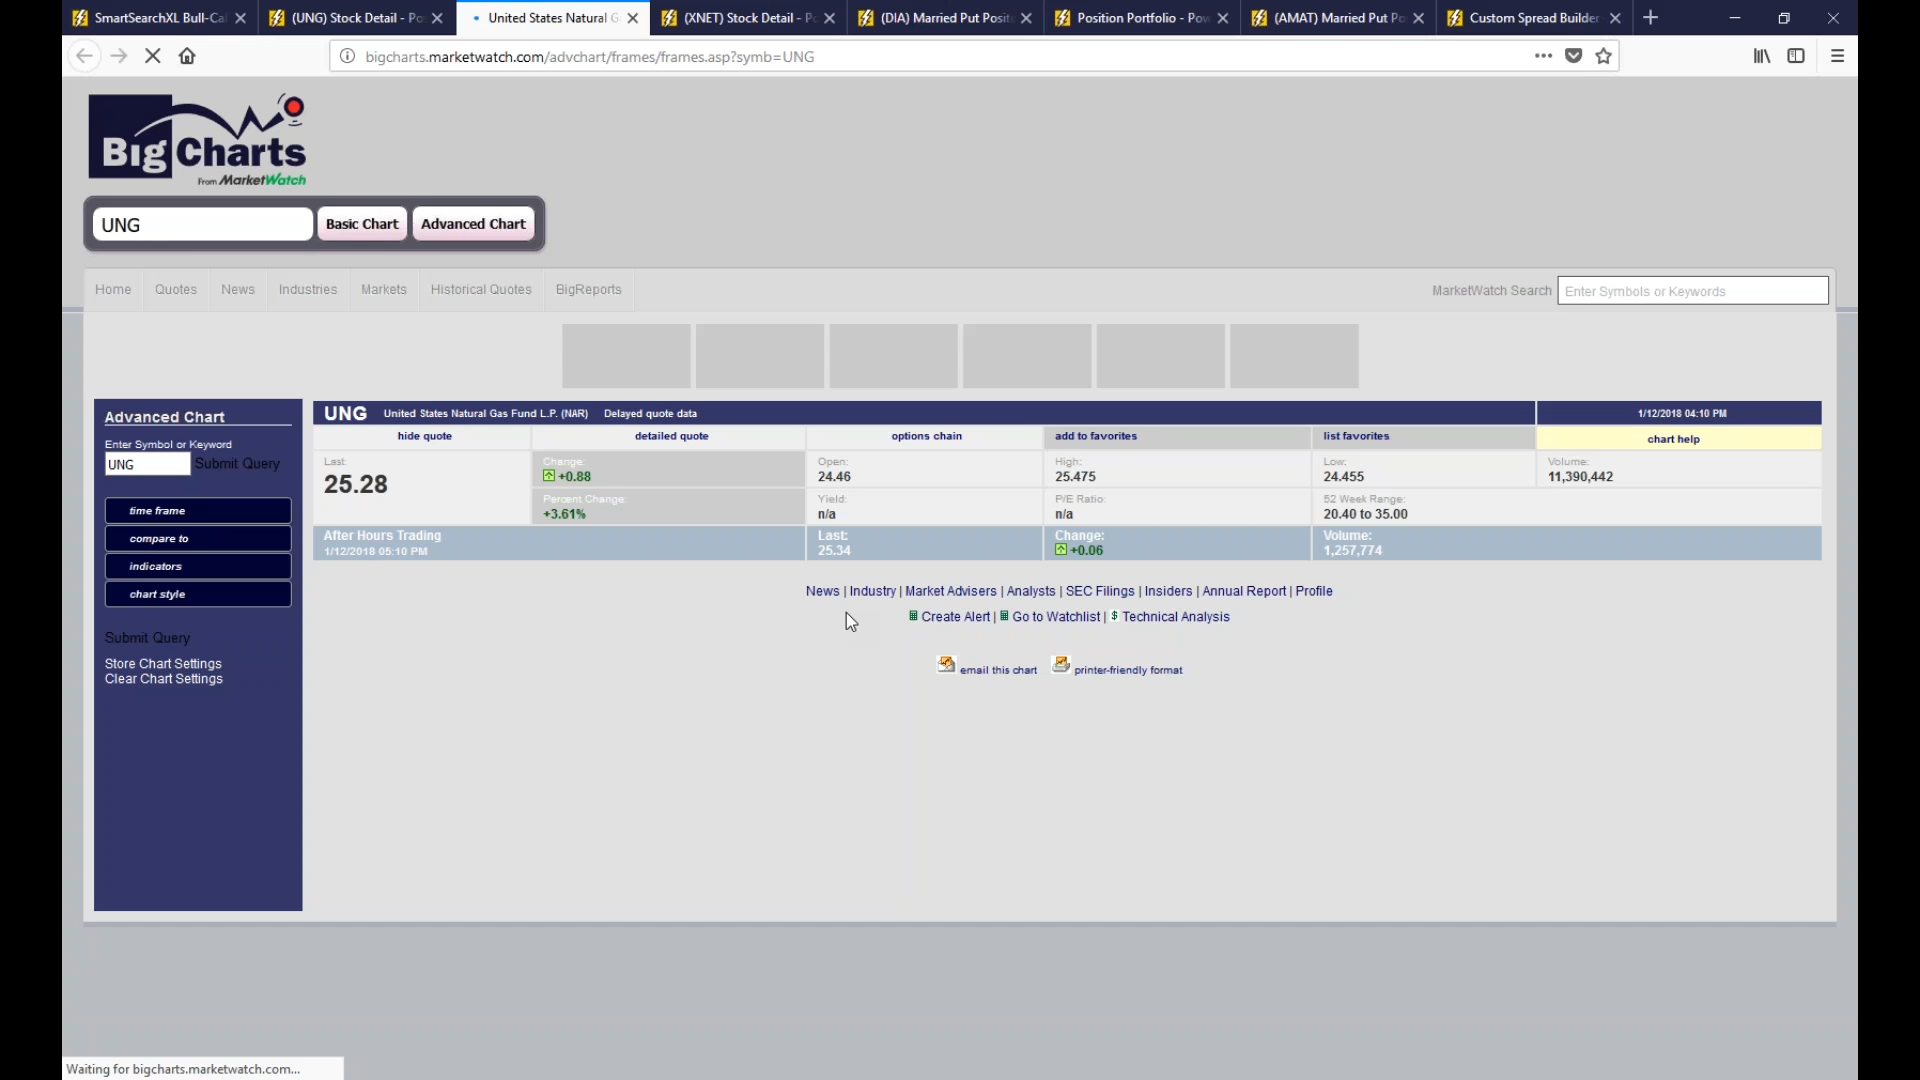 SmartSearchXL Bull-Cal
(UNG) Stock Detail - Po
United States Natural G
(XNET) Stock Detail - Po
(DIA) Married Put Positi
Position Portfolio - Pow
(AMAT) Married Put Po
Custom Spread Builder
bigcharts.marketwatch.com/advchart/frames/frames.asp?symb=UNG
BigCharts
From MarketWatch
UNG Basic Chart Advanced Chart
Home Quotes News Industries Markets Historical Quotes BigReports MarketWatch Search Enter Symbols or Keywords
Advanced Chart
Enter Symbol or Keyword
UNG Submit Query
time frame
compare to
indicators
chart style
Submit Query
Store Chart Settings
Clear Chart Settings
UNG United States Natural Gas Fund L.P. (NAR) Delayed quote data 1/12/2018 04:10 PM
hide quote detailed quote options chain add to favorites list favorites chart help
Last: Change: Open: High: Low: Volume:
25.28 +0.88 24.46 25.475 24.455 11,390,442
Percent Change: Yield: P/E Ratio: 52 Week Range:
+3.61% n/a n/a 20.40 to 35.00
After Hours Trading Last: Change: Volume:
1/12/2018 05:10 PM 25.34 +0.06 1,257,774
News | Industry | Market Advisers | Analysts | SEC Filings | Insiders | Annual Report | Profile
Create Alert | Go to Watchlist | $ Technical Analysis
email this chart printer-friendly format
Waiting for bigcharts.marketwatch.com...